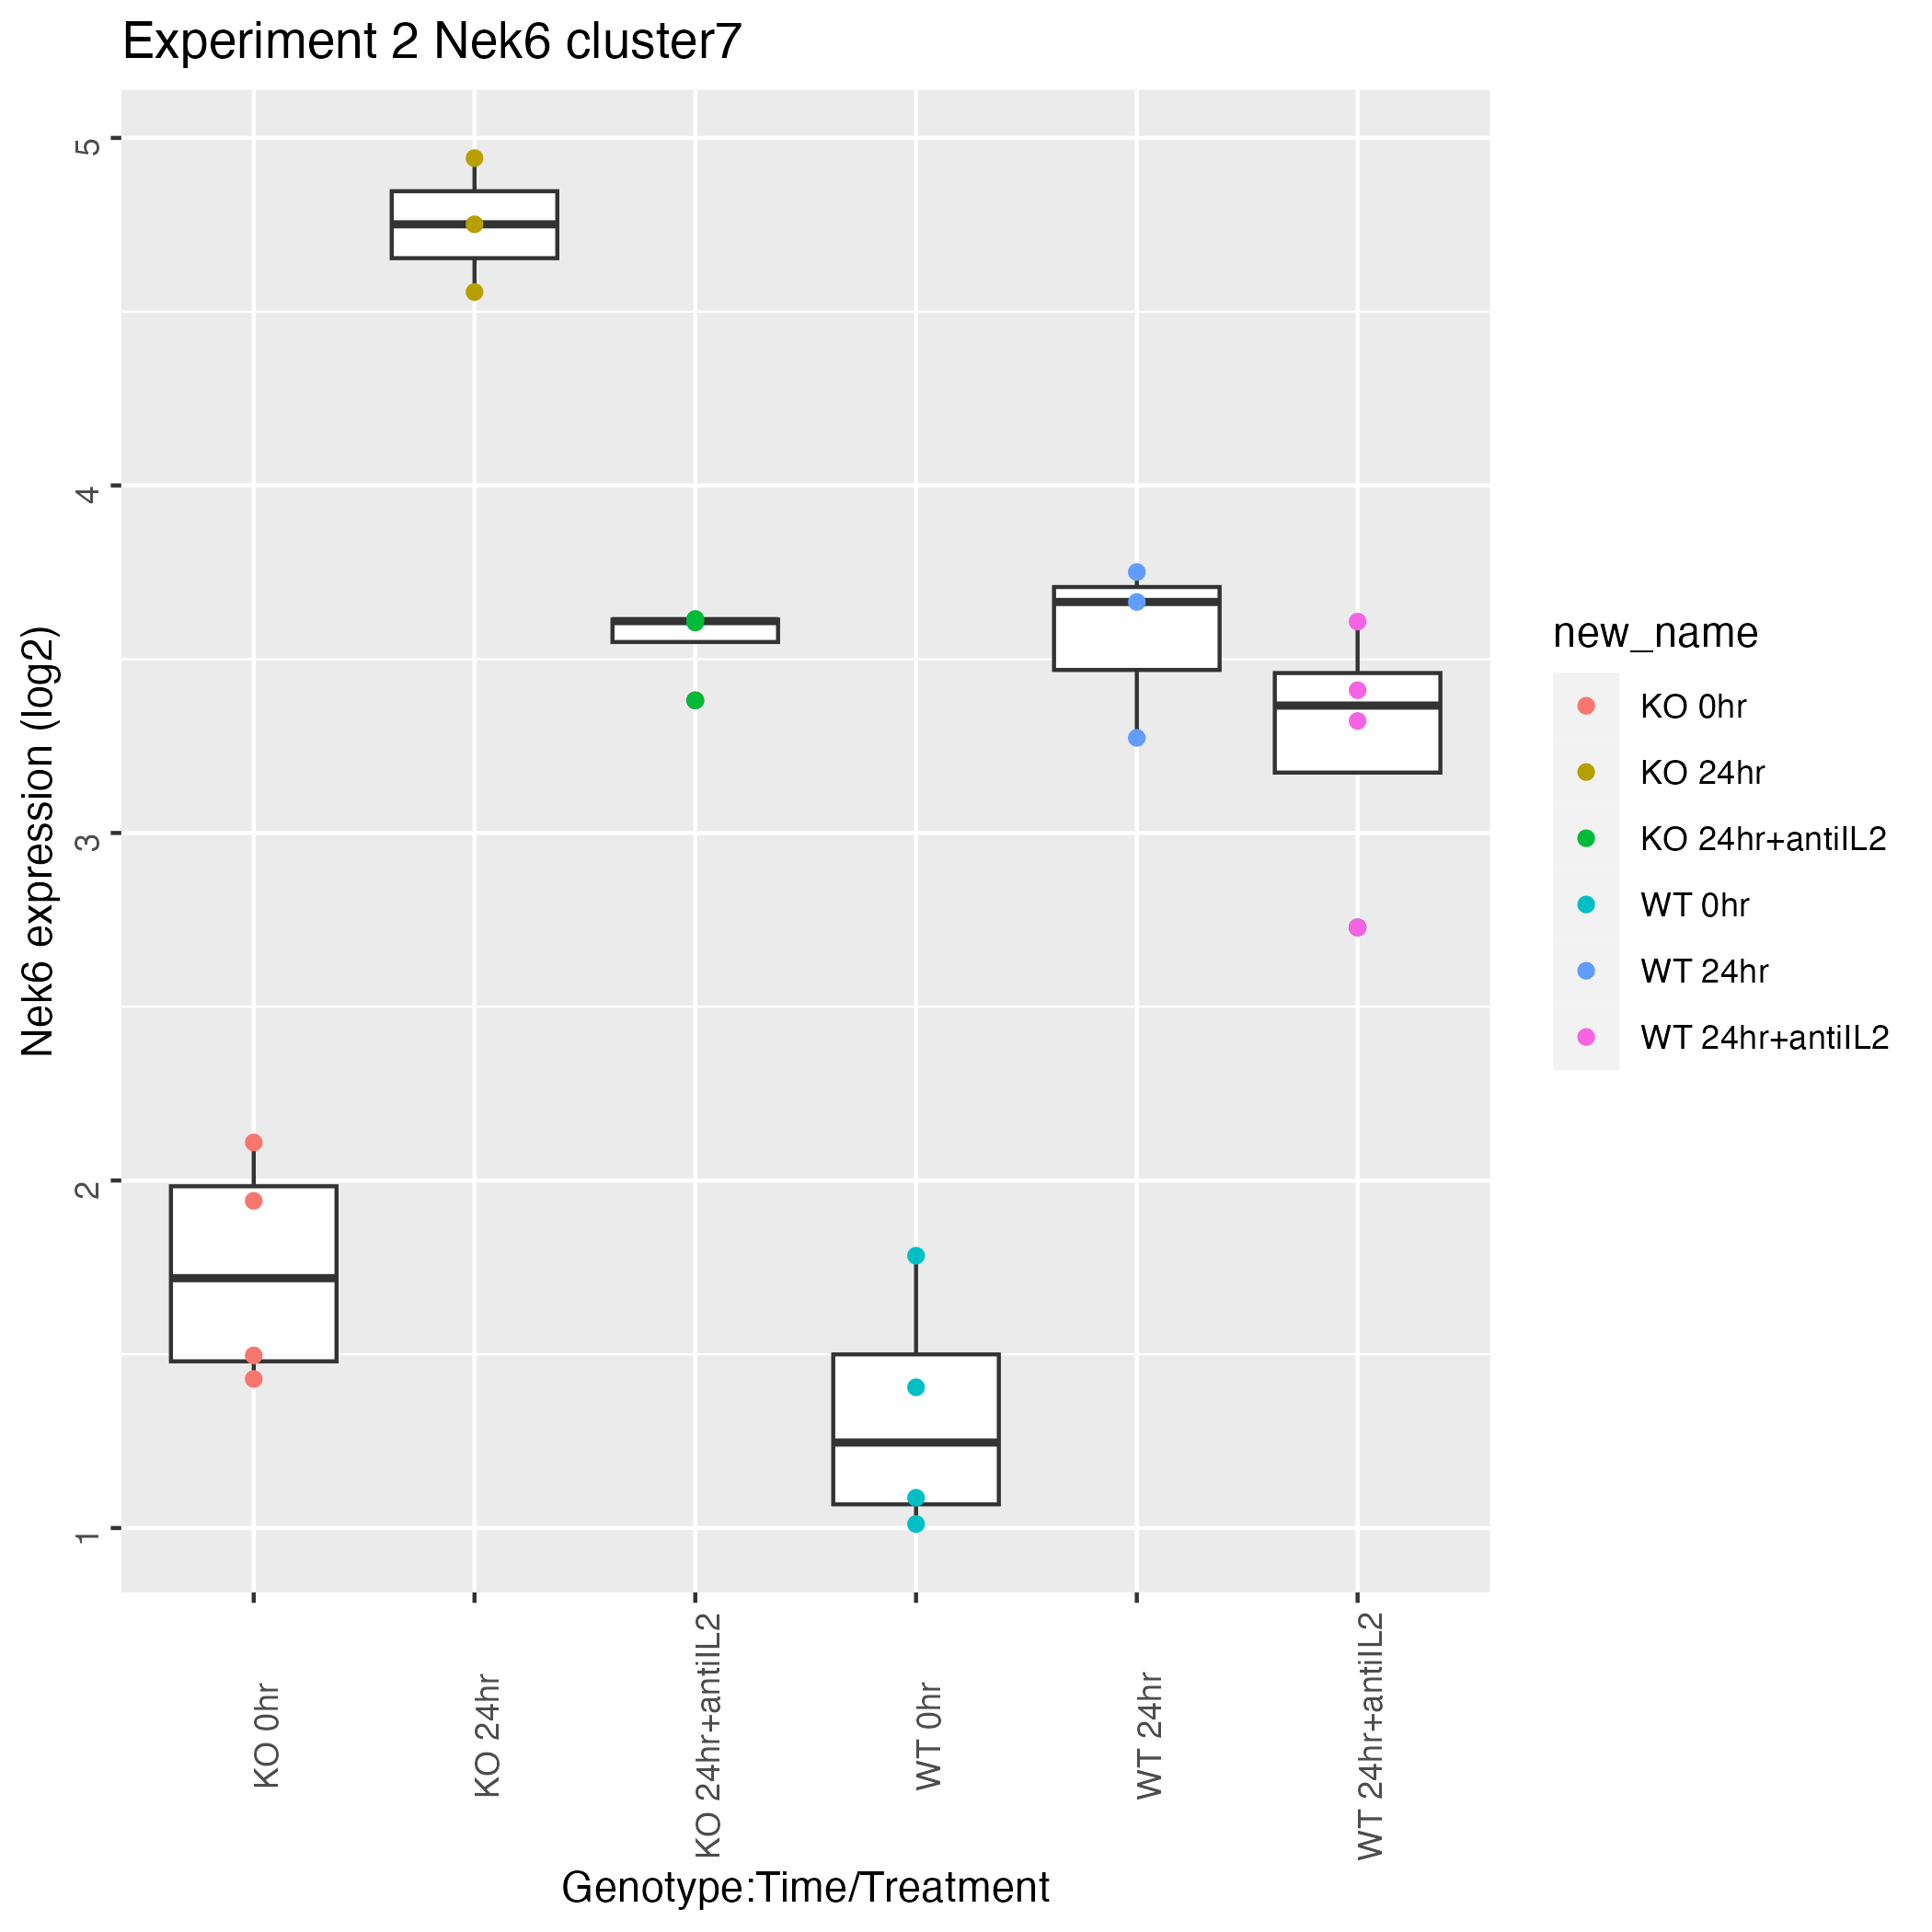 Experiment 2 Nek6 cluster7
Nek6 expression (log2)
5
4
3
2
1
KO 0hr
KO 24hr
KO 24hr+antiIL2
WT 0hr
WT 24hr
WT 24hr+antiIL2
Genotype:Time/Treatment
new_name
KO 0hr
KO 24hr
KO 24hr+antiIL2
WT 0hr
WT 24hr
WT 24hr+antiIL2